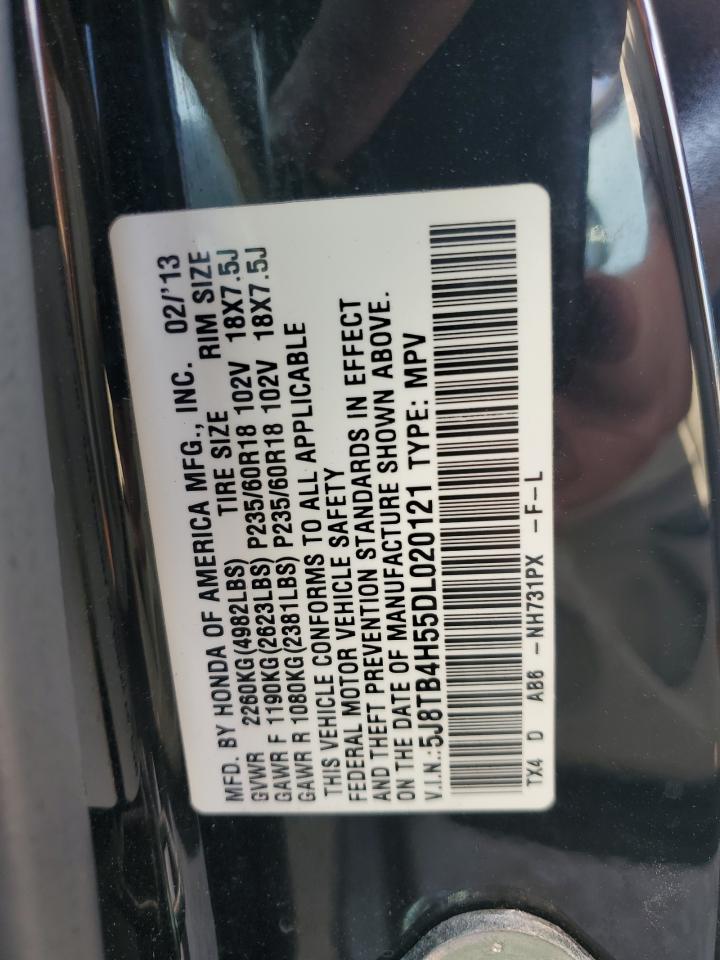 MFD. BY HONDA OF AMERICA MFG., INC. 02/'13
GVWR 2260KG(4982LBS) TIRE SIZE RIM SIZE
GAWR F 1190KG(2623LBS) P235/60R18 102V 18X7.5J
GAWR R 1080KG(2381LBS) P235/60R18 102V 18X7.5J
THIS VEHICLE CONFORMS TO ALL APPLICABLE
FEDERAL MOTOR VEHICLE SAFETY
AND THEFT PREVENTION STANDARDS IN EFFECT
ON THE DATE OF MANUFACTURE SHOWN ABOVE.
V.I.N.:5J8TB4H55DL020121 TYPE: MPV
TX4 D AB6 -NH731PX -F-L